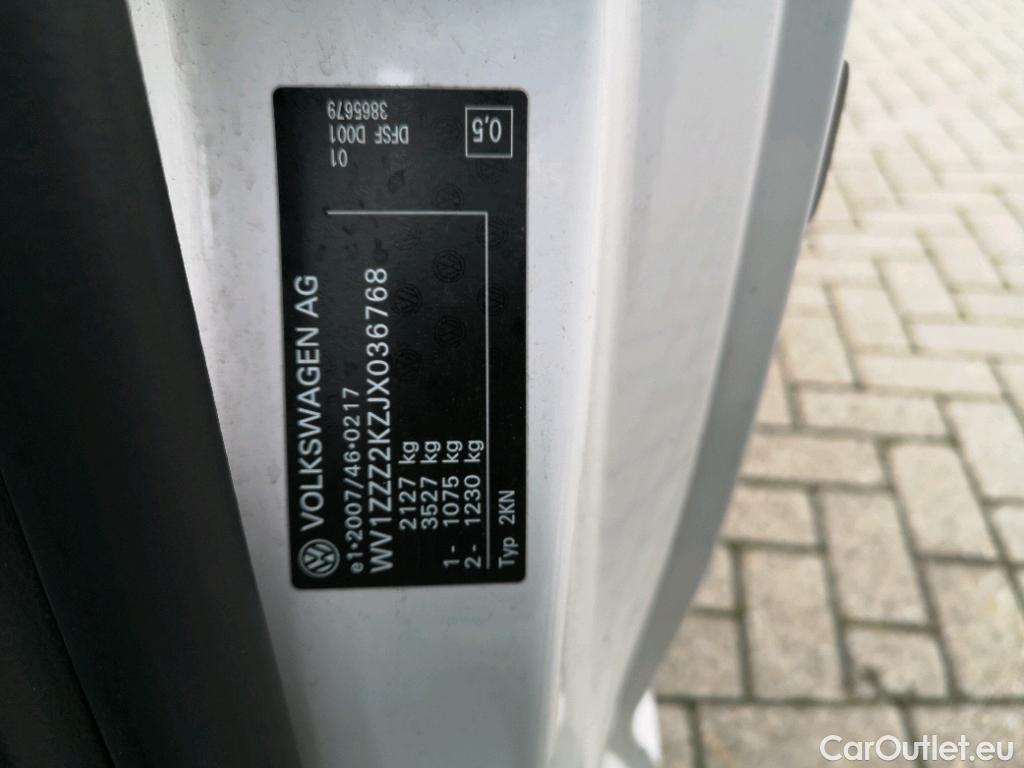 VOLKSWAGEN AG
e1*2007/46*0217
WV1ZZZ2KZJX036768
2127 kg
3527 kg
1- 1075 kg
2- 1230 kg
Typ 2KN
3865679
DFSF D001
01
0,5
CarOutlet.eu